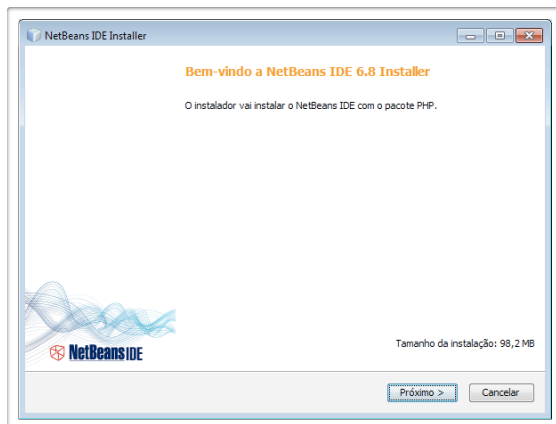 NetBeans IDE Installer
Bem-vindo a NetBeans IDE 6.8 Installer
O instalador vai instalar o NetBeans IDE com o pacote PHP.
Tamanho da instalação: 98,2 MB
NetBeans IDE
Próximo >
Cancelar